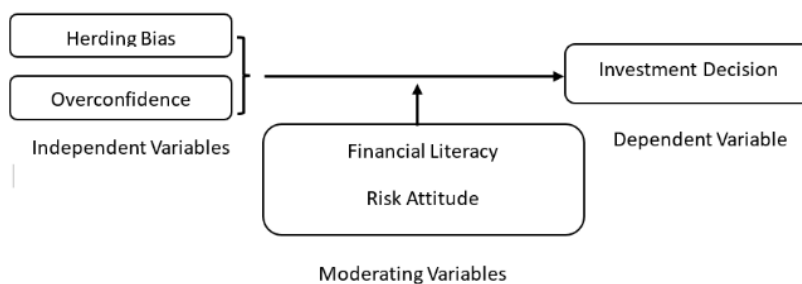 Herding Bias
Overconfidence
Independent Variables
Investment Decision
Dependent Variable
Financial Literacy
Risk Attitude
Moderating Variables